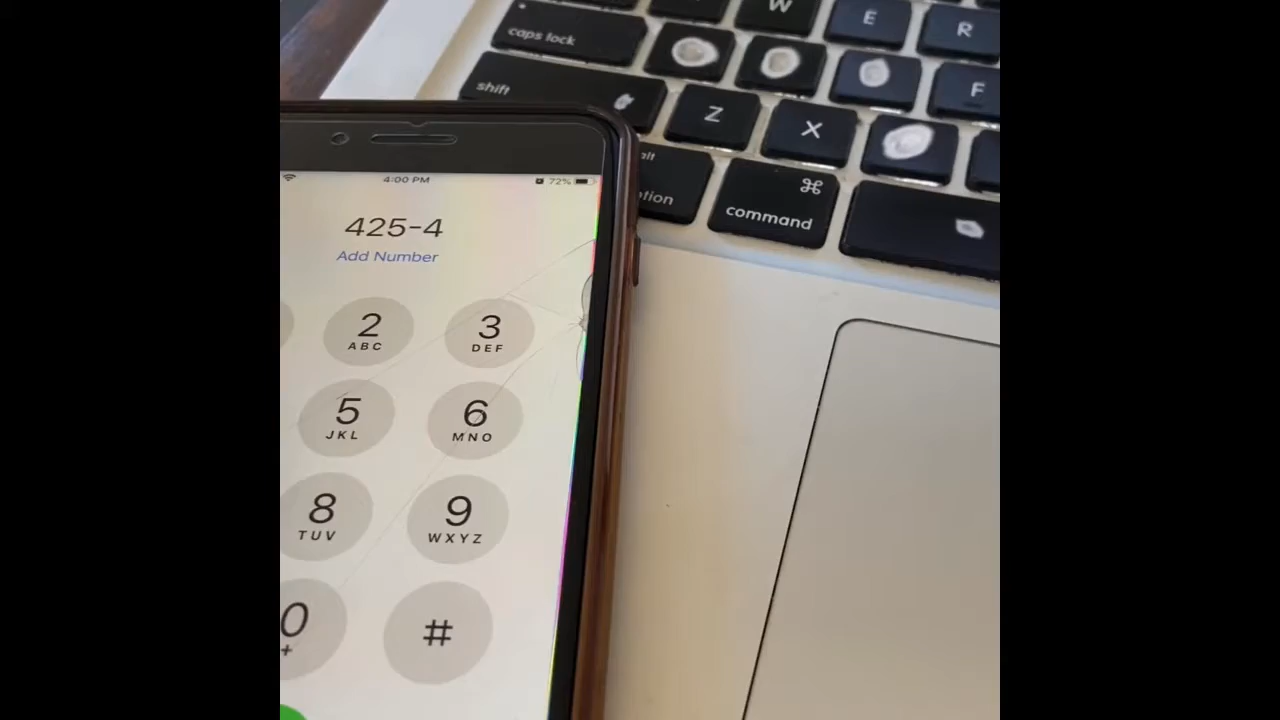 W E R
caps lock
F
shift Z X
alt
option
⌘
command
4:00 PM 72%
425-4
Add Number
2 3
ABC DEF
5 6
JKL MNO
8 9
TUV WXYZ
0 #
+